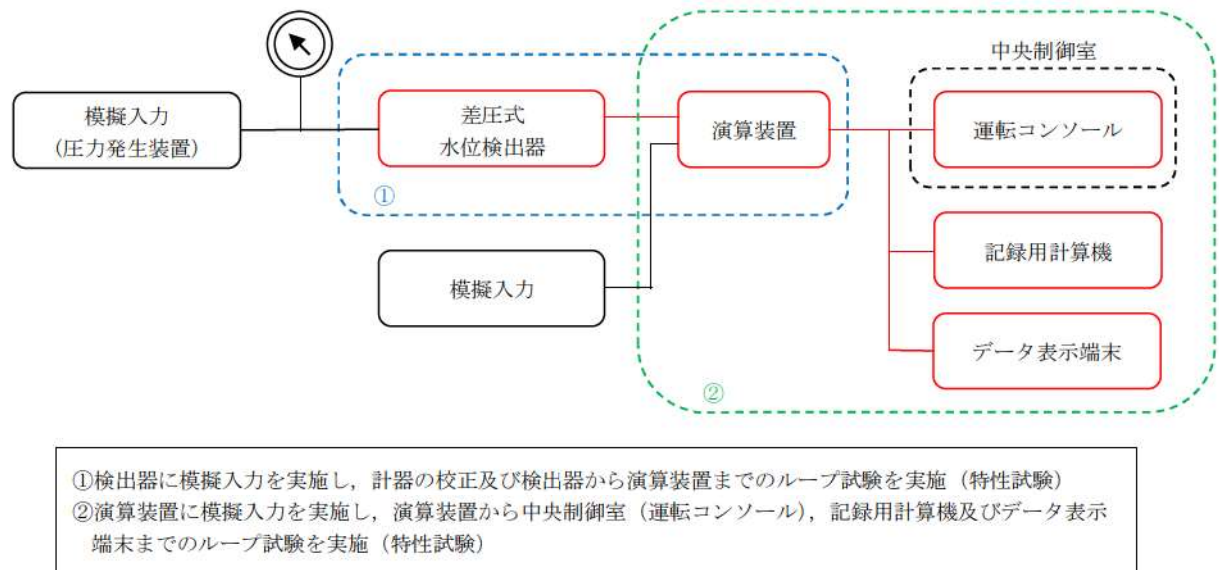 中央制御室
模擬入力
(圧力発生装置)
差圧式
水位検出器
演算装置
運転コンソール
①
記録用計算機
模擬入力
データ表示端末
②
①検出器に模擬入力を実施し，計器の校正及び検出器から演算装置までのループ試験を実施（特性試験）
②演算装置に模擬入力を実施し，演算装置から中央制御室（運転コンソール），記録用計算機及びデータ表示
端末までのループ試験を実施（特性試験）